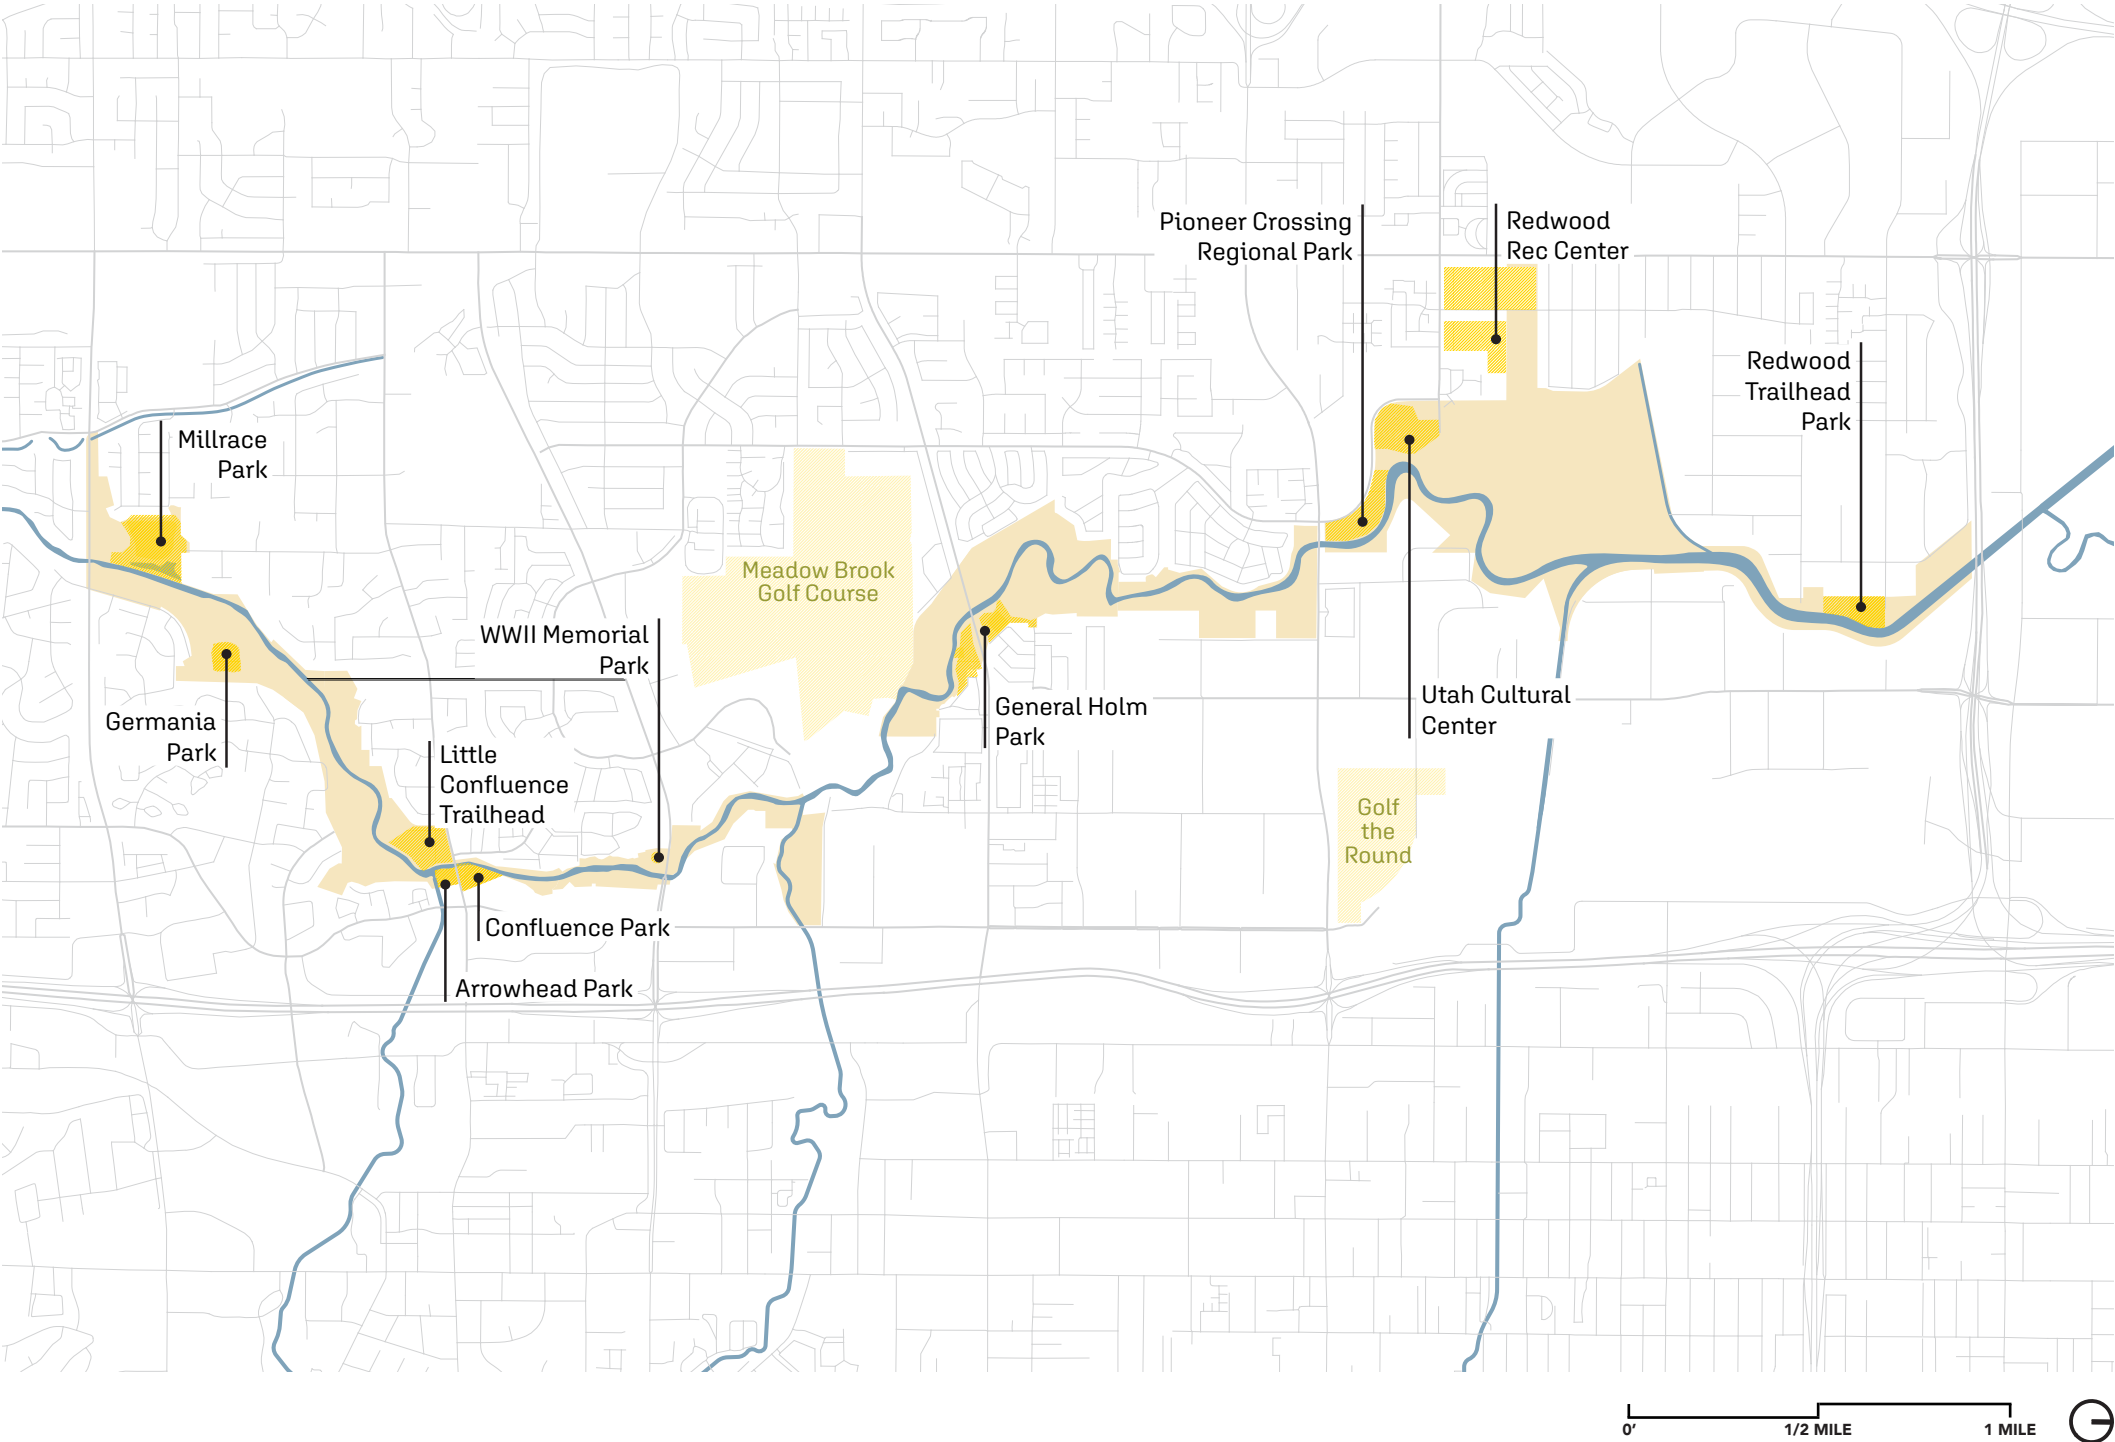 Pioneer Crossing
Regional Park
Redwood
Rec Center
Redwood
Trailhead
Park
Millrace
Park
Meadow Brook
Golf Course
WWII Memorial
Park
Germania
Park
General Holm
Park
Utah Cultural
Center
Little
Confluence
Trailhead
Golf
the
Round
Confluence Park
Arrowhead Park
0'
1/2 MILE
1 MILE